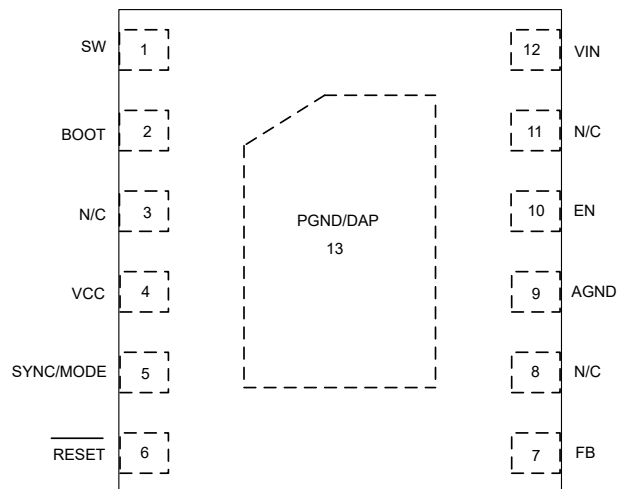 SW 1 12 VIN
BOOT 2 11 N/C
N/C 3 10 EN
PGND/DAP
13
VCC 4 9 AGND
SYNC/MODE 5 8 N/C
RESET 6 7 FB